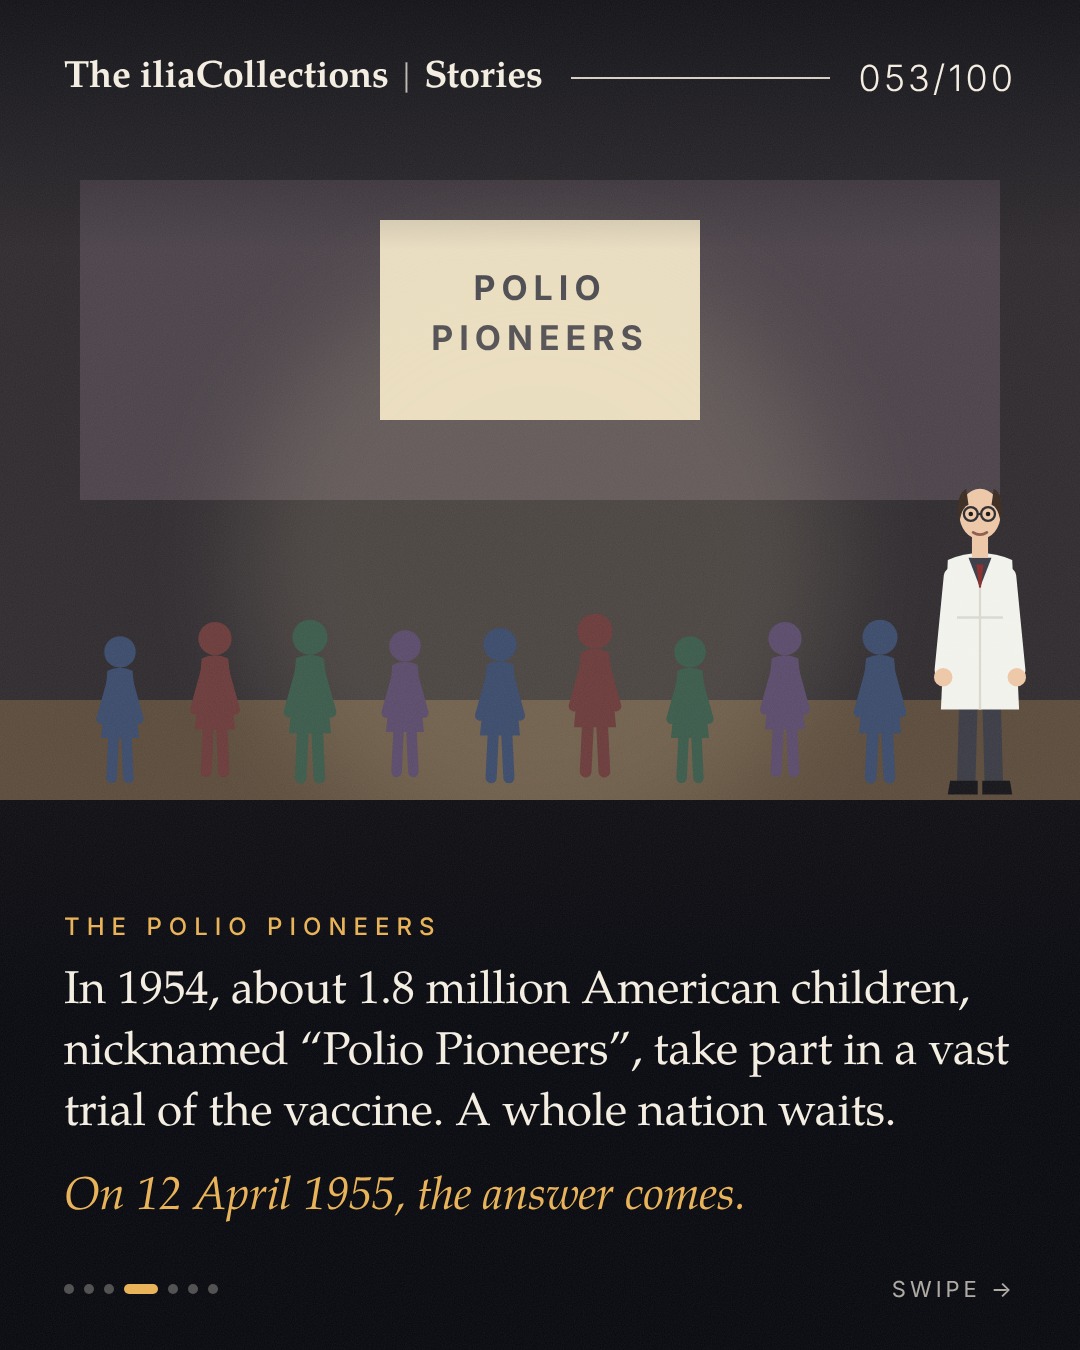 The iliaCollections | Stories 053/100
POLIO
PIONEERS
THE POLIO PIONEERS
In 1954, about 1.8 million American children,
nicknamed “Polio Pioneers”, take part in a vast
trial of the vaccine. A whole nation waits.
On 12 April 1955, the answer comes.
SWIPE →